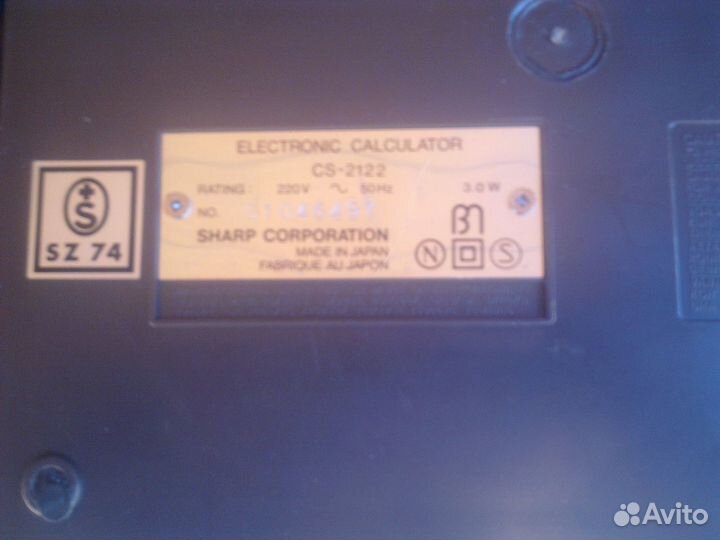 ELECTRONIC CALCULATOR
CS-2122
RATING: 220V ~ 50Hz 3.0W
NO.
SHARP CORPORATION
MADE IN JAPAN
FABRIQUE AU JAPON
N S
+
S
SZ 74
Avito